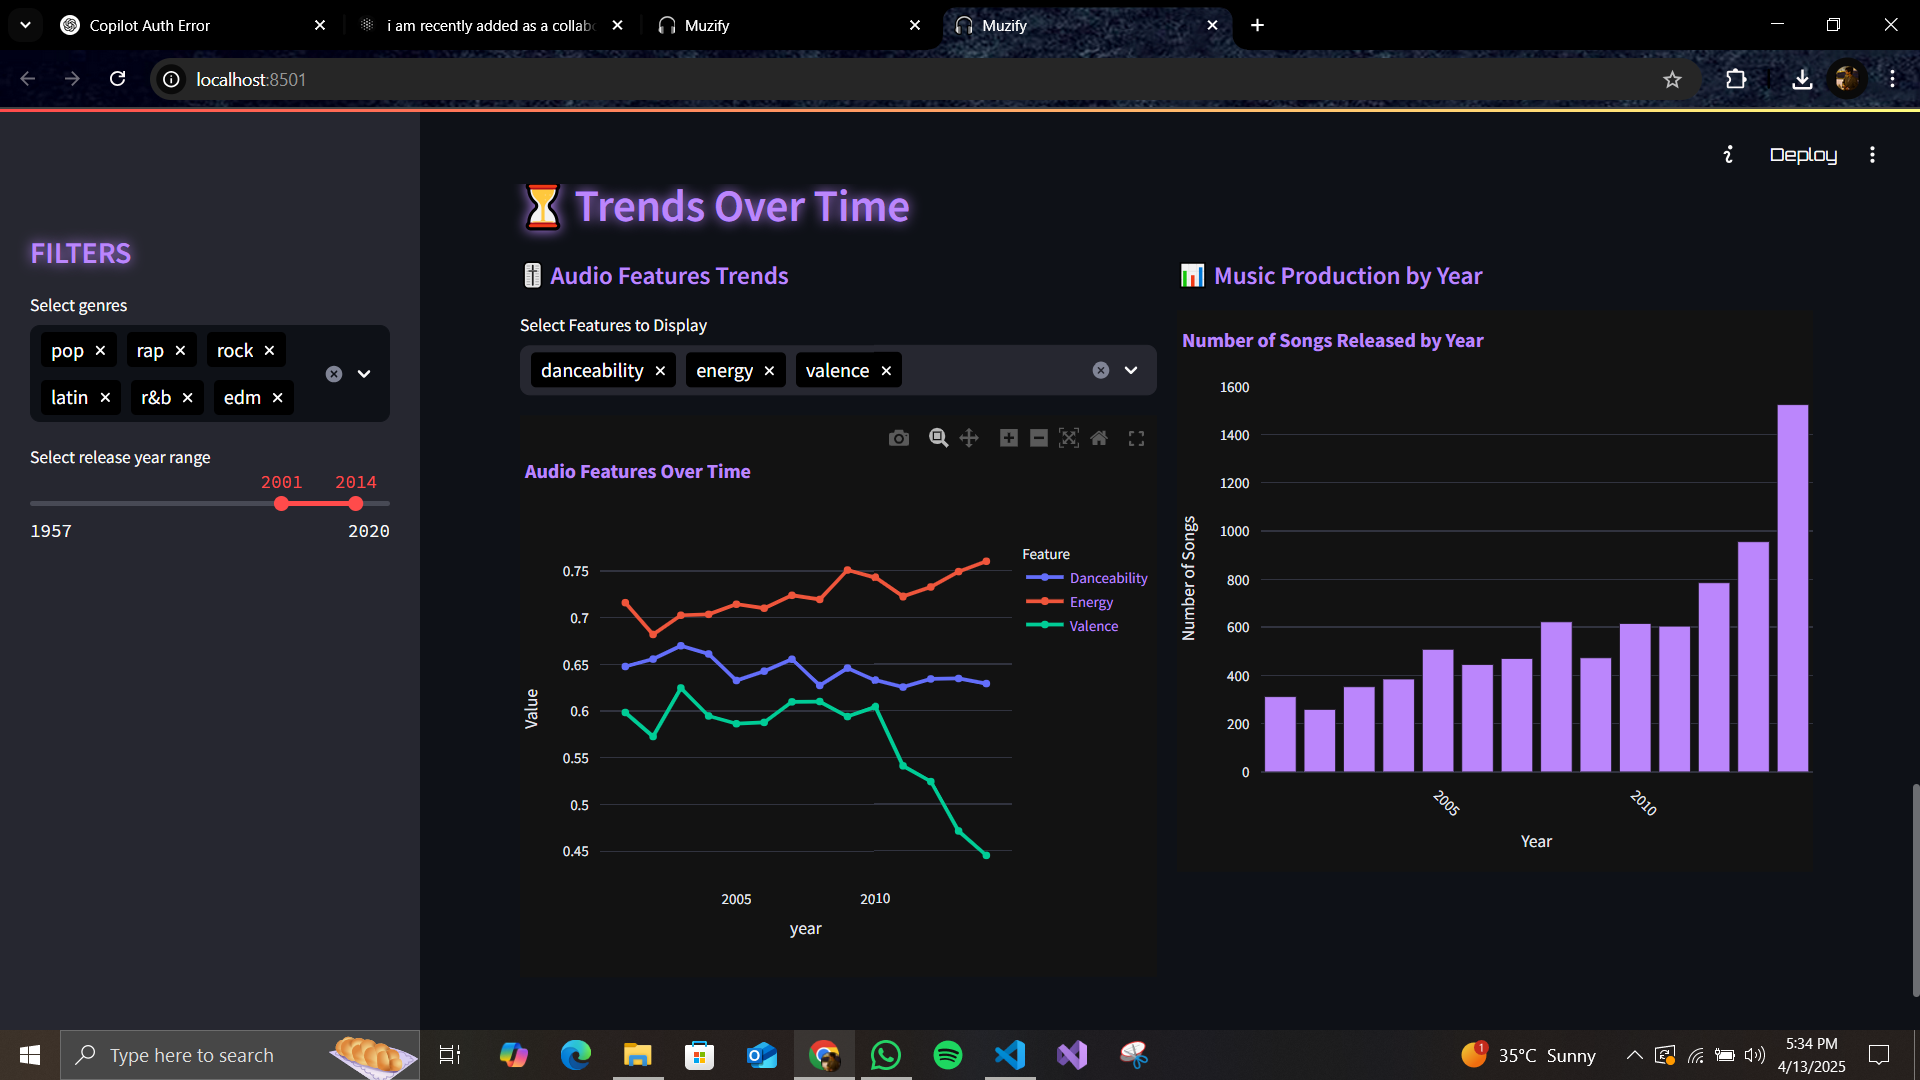 Copilot Auth Error
i am recently added as a collab
Muzify
Muzify
localhost:8501
Deploy
FILTERS
Select genres
pop rap rock
latin r&b edm
Select release year range
2001 2014
1957 2020
Trends Over Time
Audio Features Trends
Select Features to Display
danceability energy valence
Audio Features Over Time
Feature
Danceability
Energy
Valence
Value
0.75
0.7
0.65
0.6
0.55
0.5
0.45
2005 2010
year
Music Production by Year
Number of Songs Released by Year
Number of Songs
1600
1400
1200
1000
800
600
400
200
0
2005 2010
Year
Type here to search
1
35°C Sunny
5:34 PM
4/13/2025